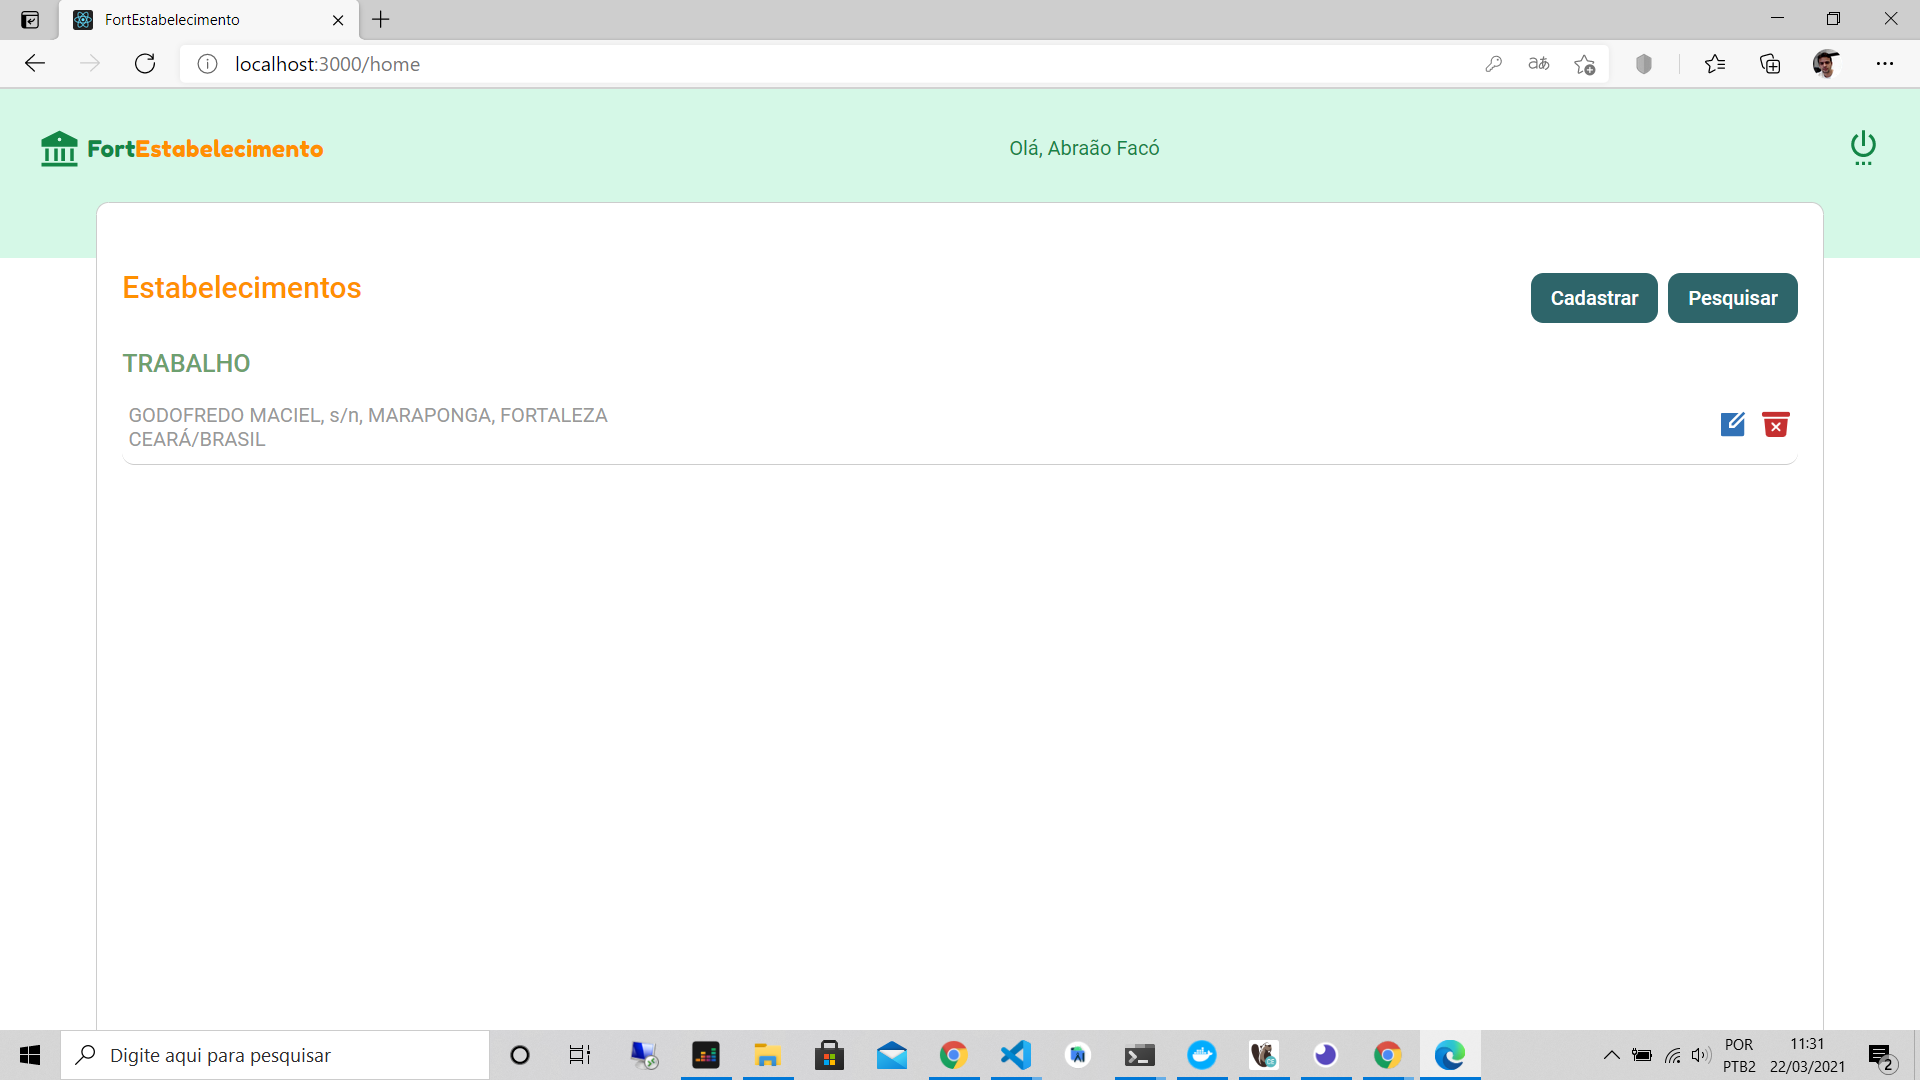 FortEstabelecimento
localhost:3000/home
FortEstabelecimento
Olá, Abraão Facó
Estabelecimentos
Cadastrar
Pesquisar
TRABALHO
GODOFREDO MACIEL, s/n, MARAPONGA, FORTALEZA
CEARÁ/BRASIL
Digite aqui para pesquisar
POR
PTB2
11:31
22/03/2021
2